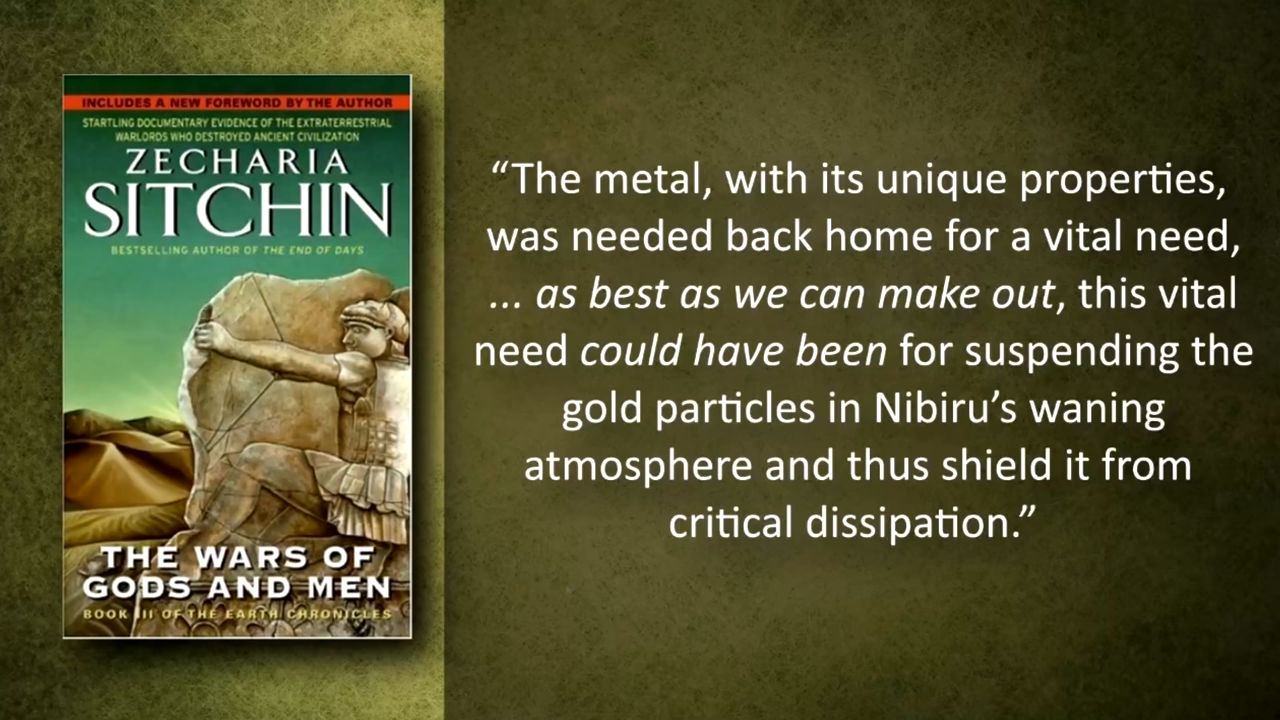 INCLUDES A NEW FOREWORD BY THE AUTHOR
STARTLING DOCUMENTARY EVIDENCE OF THE EXTRATERRESTRIAL
WARLORDS WHO DESTROYED ANCIENT CIVILIZATION
ZECHARIA
SITCHIN
BESTSELLING AUTHOR OF THE END OF DAYS
THE WARS OF
GODS AND MEN
BOOK III OF THE EARTH CHRONICLES
“The metal, with its unique properties,
was needed back home for a vital need,
... as best as we can make out, this vital
need could have been for suspending the
gold particles in Nibiru’s waning
atmosphere and thus shield it from
critical dissipation.”